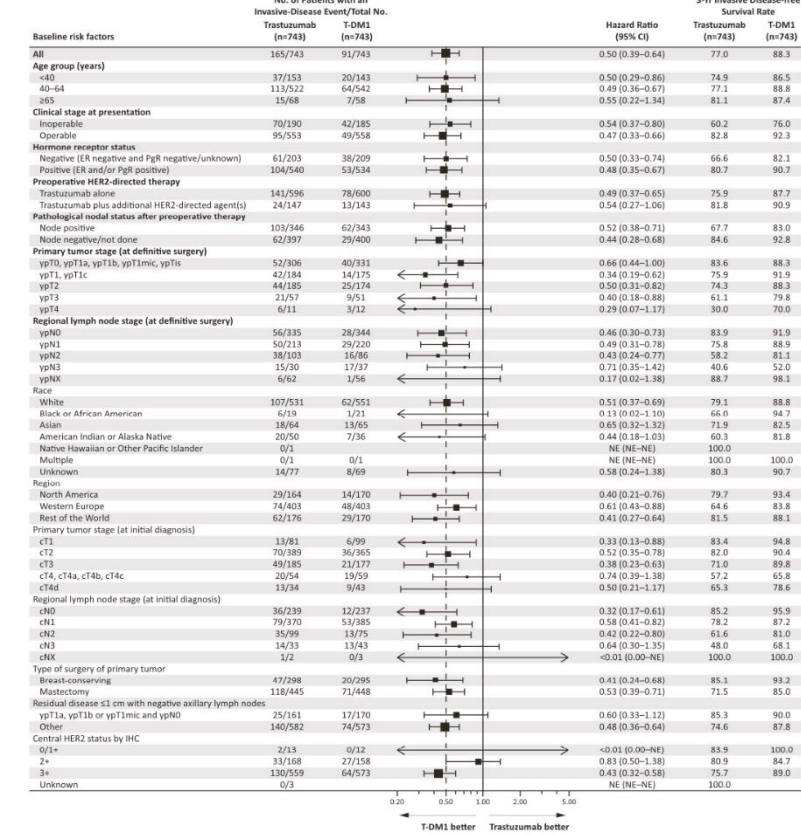 No. of Patients with an
Invasive-Disease Event/Total No.
3-Yr Invasive Disease-free
Survival Rate
Baseline risk factors Trastuzumab (n=743) T-DM1 (n=743) Hazard Ratio (95% CI) Trastuzumab (n=743) T-DM1 (n=743)
All 165/743 91/743 0.50 (0.39–0.64) 77.0 88.3
Age group (years)
<40 37/153 20/143 0.50 (0.29–0.86) 74.9 86.5
40–64 113/522 64/542 0.49 (0.36–0.67) 77.1 88.8
≥65 15/68 7/58 0.55 (0.22–1.34) 81.1 87.4
Clinical stage at presentation
Inoperable 70/190 42/185 0.54 (0.37–0.80) 60.2 76.0
Operable 95/553 49/558 0.47 (0.33–0.66) 82.8 92.3
Hormone receptor status
Negative (ER negative and PgR negative/unknown) 61/203 38/209 0.50 (0.33–0.74) 66.6 82.1
Positive (ER and/or PgR positive) 104/540 53/534 0.48 (0.35–0.67) 80.7 90.7
Preoperative HER2-directed therapy
Trastuzumab alone 141/596 78/600 0.49 (0.37–0.65) 75.9 87.7
Trastuzumab plus additional HER2-directed agent(s) 24/147 13/143 0.54 (0.27–1.06) 81.8 90.9
Pathological nodal status after preoperative therapy
Node positive 103/346 62/343 0.52 (0.38–0.71) 67.7 83.0
Node negative/not done 62/397 29/400 0.44 (0.28–0.68) 84.6 92.8
Primary tumor stage (at definitive surgery)
ypT0, ypT1a, ypT1b, ypT1mic, ypTis 52/306 40/331 0.66 (0.44–1.00) 83.6 88.3
ypT1, ypT1c 42/184 14/175 0.34 (0.19–0.62) 75.9 91.9
ypT2 44/185 25/174 0.50 (0.31–0.82) 74.3 88.3
ypT3 21/57 9/51 0.40 (0.18–0.88) 61.1 79.8
ypT4 6/11 3/12 0.29 (0.07–1.17) 30.0 70.0
Regional lymph node stage (at definitive surgery)
ypN0 56/335 28/344 0.46 (0.30–0.73) 83.9 91.9
ypN1 50/213 29/220 0.49 (0.31–0.78) 75.8 88.9
ypN2 38/103 16/86 0.43 (0.24–0.77) 58.2 81.1
ypN3 15/30 17/37 0.71 (0.35–1.42) 40.6 52.0
ypNX 6/62 1/56 0.17 (0.02–1.38) 88.7 98.1
Race
White 107/531 62/551 0.51 (0.37–0.69) 79.1 88.8
Black or African American 6/19 1/21 0.13 (0.02–1.10) 66.0 94.7
Asian 18/64 13/65 0.65 (0.32–1.32) 71.9 82.5
American Indian or Alaska Native 20/50 7/36 0.44 (0.18–1.03) 60.3 81.8
Native Hawaiian or Other Pacific Islander 0/1 NE (NE–NE) 100.0
Multiple 0/1 0/1 NE (NE–NE) 100.0 100.0
Unknown 14/77 8/69 0.58 (0.24–1.38) 80.3 90.7
Region
North America 29/164 14/170 0.40 (0.21–0.76) 79.7 93.4
Western Europe 74/403 48/403 0.61 (0.43–0.88) 64.6 83.8
Rest of the World 62/176 29/170 0.41 (0.27–0.64) 81.5 88.1
Primary tumor stage (at initial diagnosis)
cT1 13/81 6/99 0.33 (0.13–0.88) 83.4 94.8
cT2 70/389 36/365 0.52 (0.35–0.78) 82.0 90.4
cT3 49/185 21/177 0.38 (0.23–0.63) 71.0 89.8
cT4, cT4a, cT4b, cT4c 20/54 19/59 0.74 (0.39–1.38) 57.2 65.8
cT4d 13/34 9/43 0.50 (0.21–1.17) 65.3 78.6
Regional lymph node stage (at initial diagnosis)
cN0 36/239 12/237 0.32 (0.17–0.61) 85.2 95.9
cN1 79/370 53/385 0.58 (0.41–0.82) 78.2 87.2
cN2 35/99 13/75 0.42 (0.22–0.80) 61.6 81.0
cN3 14/33 13/43 0.64 (0.30–1.35) 48.0 68.1
cNX 1/2 0/3 <0.01 (0.00–NE) 100.0 100.0
Type of surgery of primary tumor
Breast-conserving 47/298 20/295 0.41 (0.24–0.68) 85.1 93.2
Mastectomy 118/445 71/448 0.53 (0.39–0.71) 71.5 85.0
Residual disease ≤1 cm with negative axillary lymph nodes
ypT1a, ypT1b or ypT1mic and ypN0 25/161 17/170 0.60 (0.33–1.12) 85.3 90.0
Other 140/582 74/573 0.48 (0.36–0.64) 74.6 87.8
Central HER2 status by IHC
0/1+ 2/13 0/12 <0.01 (0.00–NE) 83.9 100.0
2+ 33/168 27/158 0.83 (0.50–1.38) 80.9 84.7
3+ 130/559 64/573 0.43 (0.32–0.58) 75.7 89.0
Unknown 0/3 NE (NE–NE) 100.0
0.20 0.50 1.00 2.00 5.00
T-DM1 better Trastuzumab better